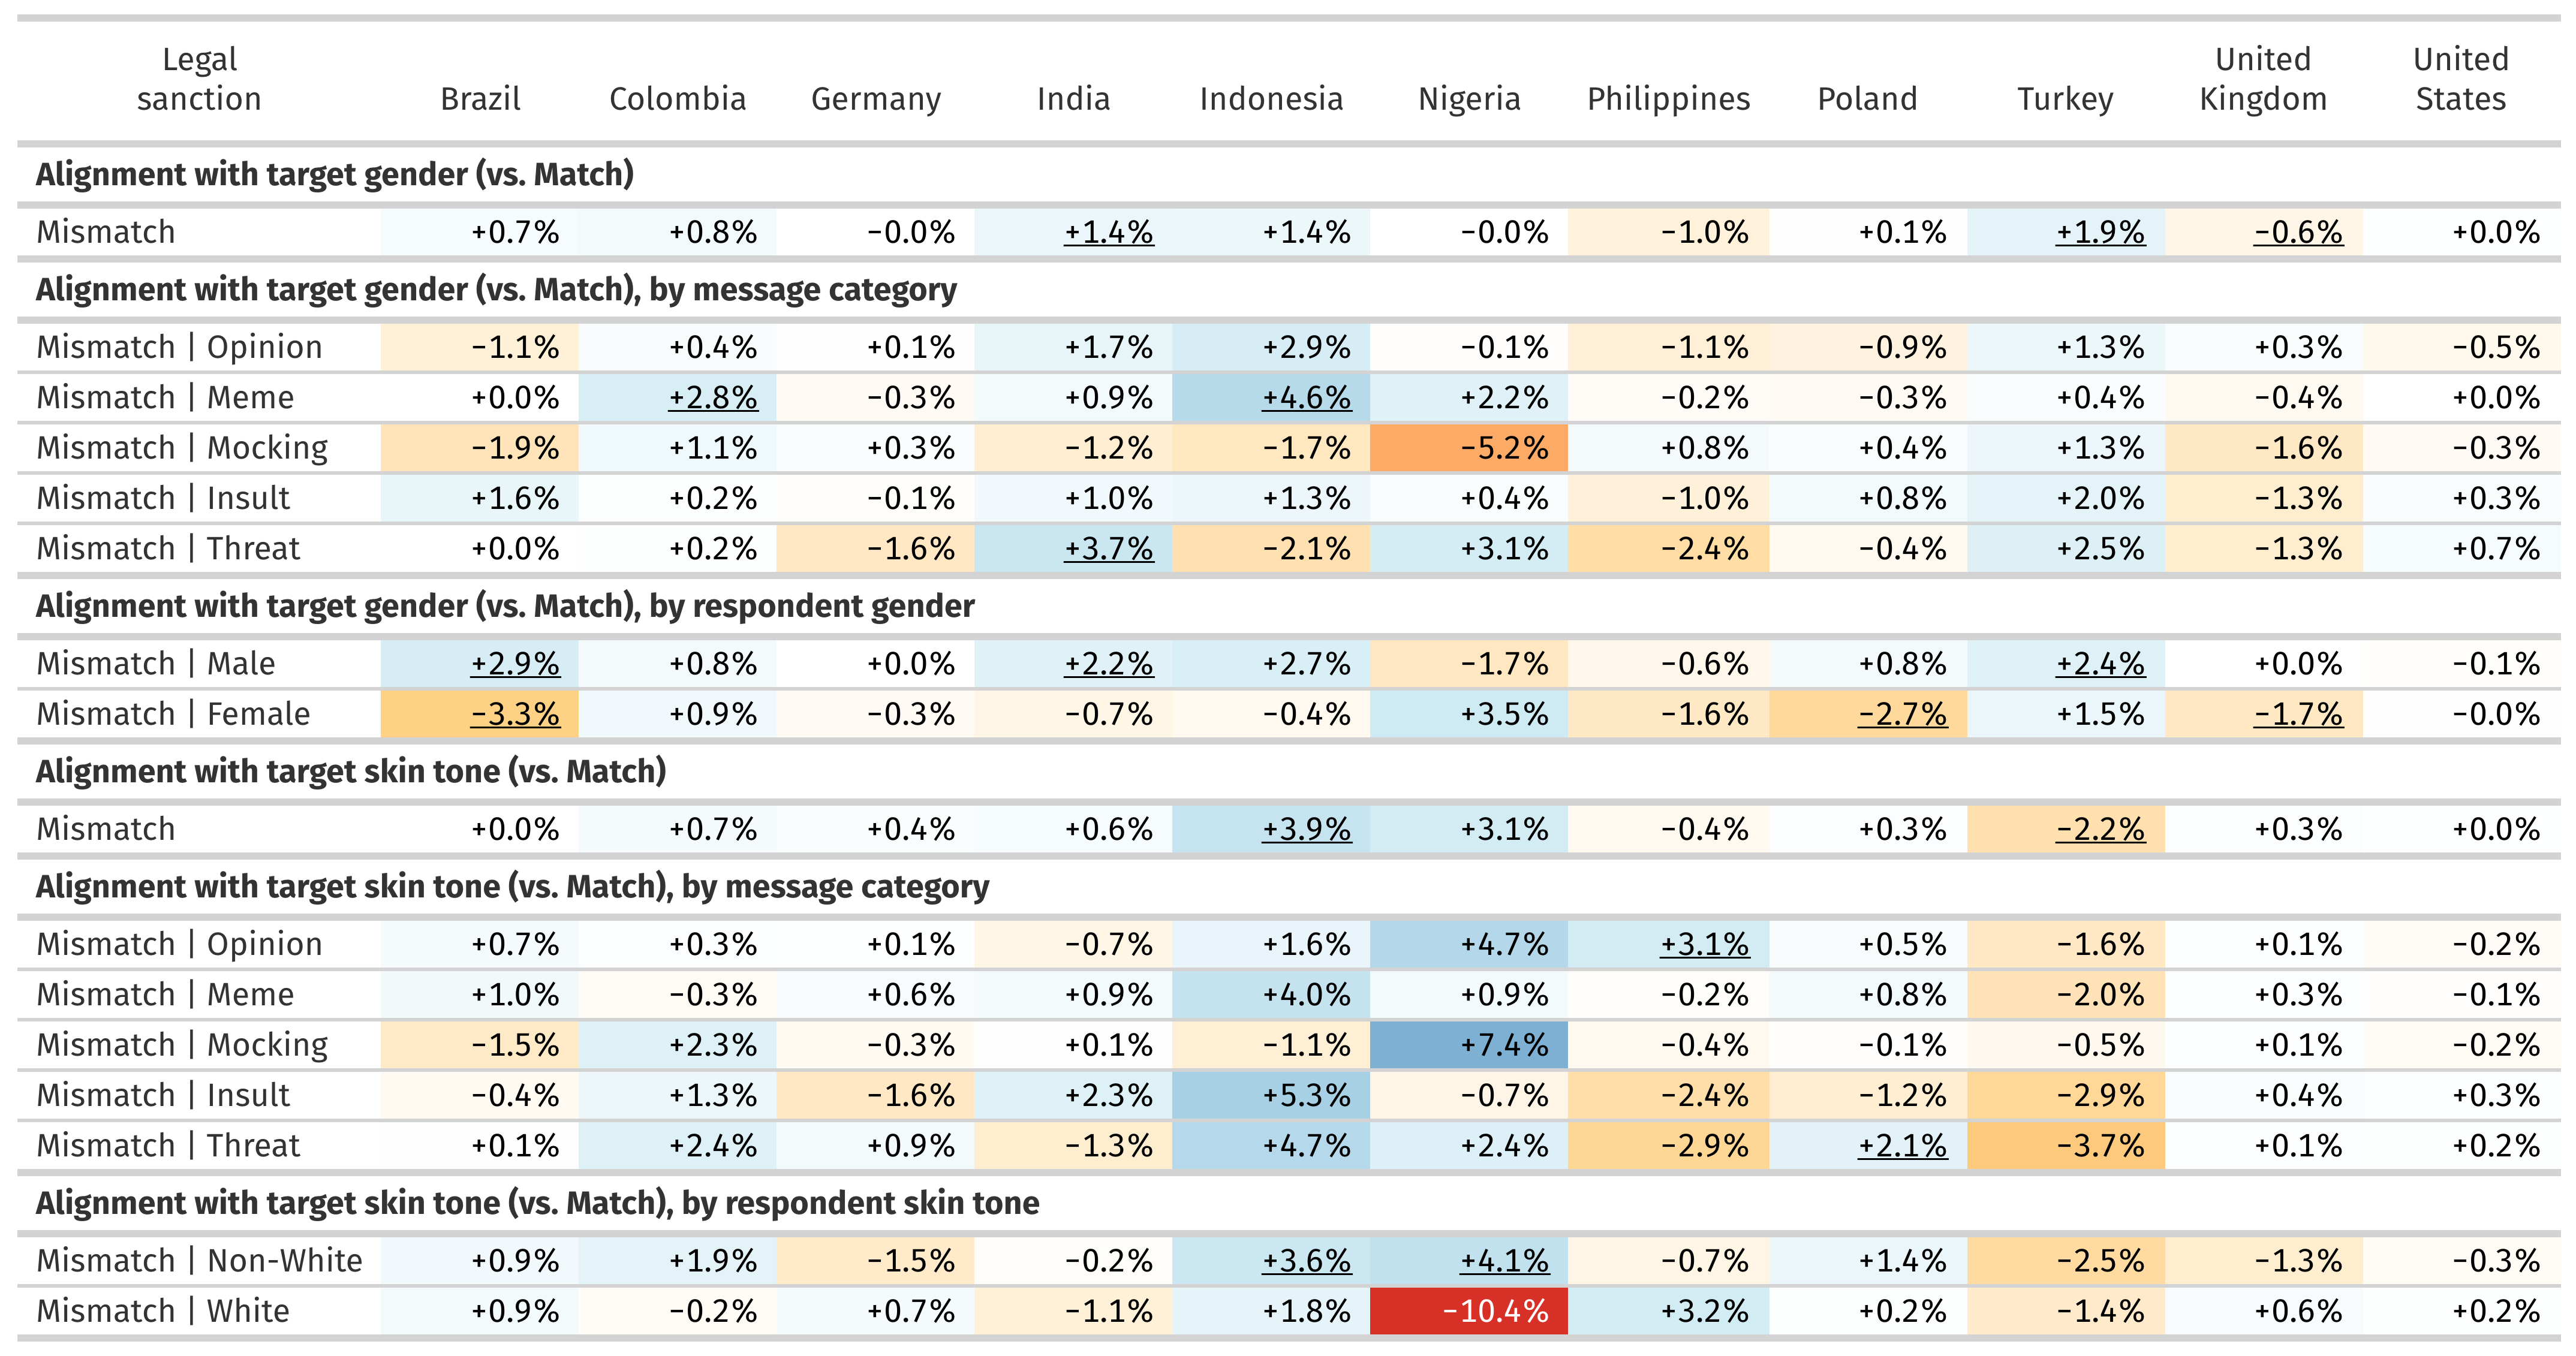 Legal sanction Brazil Colombia Germany India Indonesia Nigeria Philippines Poland Turkey United Kingdom United States
Alignment with target gender (vs. Match)
Mismatch +0.7% +0.8% −0.0% +1.4% +1.4% −0.0% −1.0% +0.1% +1.9% −0.6% +0.0%
Alignment with target gender (vs. Match), by message category
Mismatch | Opinion −1.1% +0.4% +0.1% +1.7% +2.9% −0.1% −1.1% −0.9% +1.3% +0.3% −0.5%
Mismatch | Meme +0.0% +2.8% −0.3% +0.9% +4.6% +2.2% −0.2% −0.3% +0.4% −0.4% +0.0%
Mismatch | Mocking −1.9% +1.1% +0.3% −1.2% −1.7% −5.2% +0.8% +0.4% +1.3% −1.6% −0.3%
Mismatch | Insult +1.6% +0.2% −0.1% +1.0% +1.3% +0.4% −1.0% +0.8% +2.0% −1.3% +0.3%
Mismatch | Threat +0.0% +0.2% −1.6% +3.7% −2.1% +3.1% −2.4% −0.4% +2.5% −1.3% +0.7%
Alignment with target gender (vs. Match), by respondent gender
Mismatch | Male +2.9% +0.8% +0.0% +2.2% +2.7% −1.7% −0.6% +0.8% +2.4% +0.0% −0.1%
Mismatch | Female −3.3% +0.9% −0.3% −0.7% −0.4% +3.5% −1.6% −2.7% +1.5% −1.7% −0.0%
Alignment with target skin tone (vs. Match)
Mismatch +0.0% +0.7% +0.4% +0.6% +3.9% +3.1% −0.4% +0.3% −2.2% +0.3% +0.0%
Alignment with target skin tone (vs. Match), by message category
Mismatch | Opinion +0.7% +0.3% +0.1% −0.7% +1.6% +4.7% +3.1% +0.5% −1.6% +0.1% −0.2%
Mismatch | Meme +1.0% −0.3% +0.6% +0.9% +4.0% +0.9% −0.2% +0.8% −2.0% +0.3% −0.1%
Mismatch | Mocking −1.5% +2.3% −0.3% +0.1% −1.1% +7.4% −0.4% −0.1% −0.5% +0.1% −0.2%
Mismatch | Insult −0.4% +1.3% −1.6% +2.3% +5.3% −0.7% −2.4% −1.2% −2.9% +0.4% +0.3%
Mismatch | Threat +0.1% +2.4% +0.9% −1.3% +4.7% +2.4% −2.9% +2.1% −3.7% +0.1% +0.2%
Alignment with target skin tone (vs. Match), by respondent skin tone
Mismatch | Non-White +0.9% +1.9% −1.5% −0.2% +3.6% +4.1% −0.7% +1.4% −2.5% −1.3% −0.3%
Mismatch | White +0.9% −0.2% +0.7% −1.1% +1.8% −10.4% +3.2% +0.2% −1.4% +0.6% +0.2%